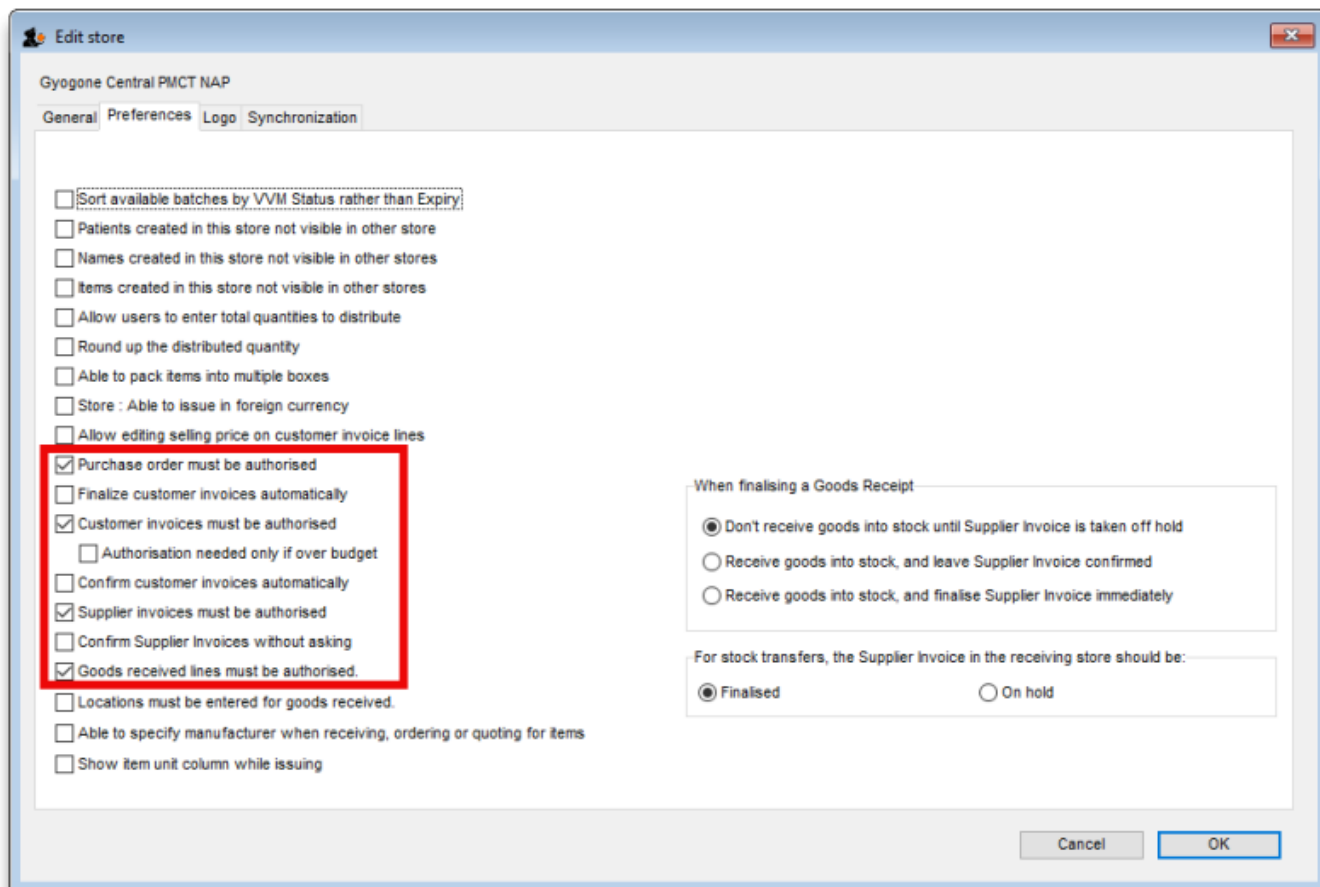 Edit store
Gyogone Central PMCT NAP
General Preferences Logo Synchronization
Sort available batches by VVM Status rather than Expiry
Patients created in this store not visible in other store
Names created in this store not visible in other stores
Items created in this store not visible in other stores
Allow users to enter total quantities to distribute
Round up the distributed quantity
Able to pack items into multiple boxes
Store : Able to issue in foreign currency
Allow editing selling price on customer invoice lines
Purchase order must be authorised
Finalize customer invoices automatically
Customer invoices must be authorised
Authorisation needed only if over budget
Confirm customer invoices automatically
Supplier invoices must be authorised
Confirm Supplier Invoices without asking
Goods received lines must be authorised.
Locations must be entered for goods received.
Able to specify manufacturer when receiving, ordering or quoting for items
Show item unit column while issuing
When finalising a Goods Receipt
Don't receive goods into stock until Supplier Invoice is taken off hold
Receive goods into stock, and leave Supplier Invoice confirmed
Receive goods into stock, and finalise Supplier Invoice immediately
For stock transfers, the Supplier Invoice in the receiving store should be:
Finalised On hold
Cancel OK